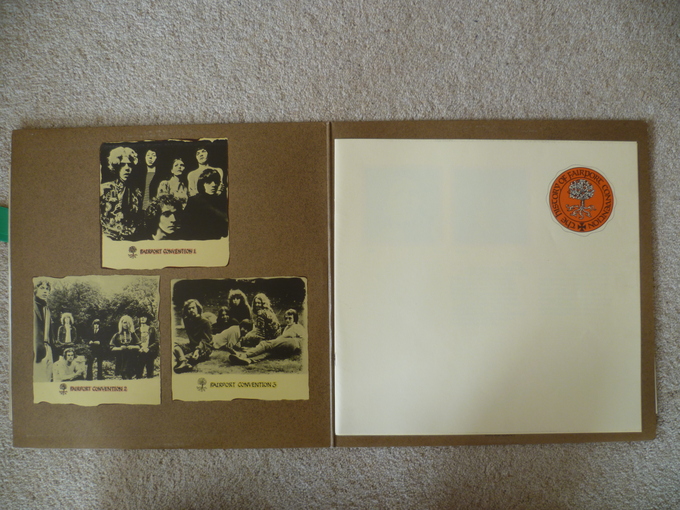 FAIRPORT CONVENTION:1
FAIRPORT CONVENTION:2
FAIRPORT CONVENTION:3
THE HISTORY OF FAIRPORT CONVENTION